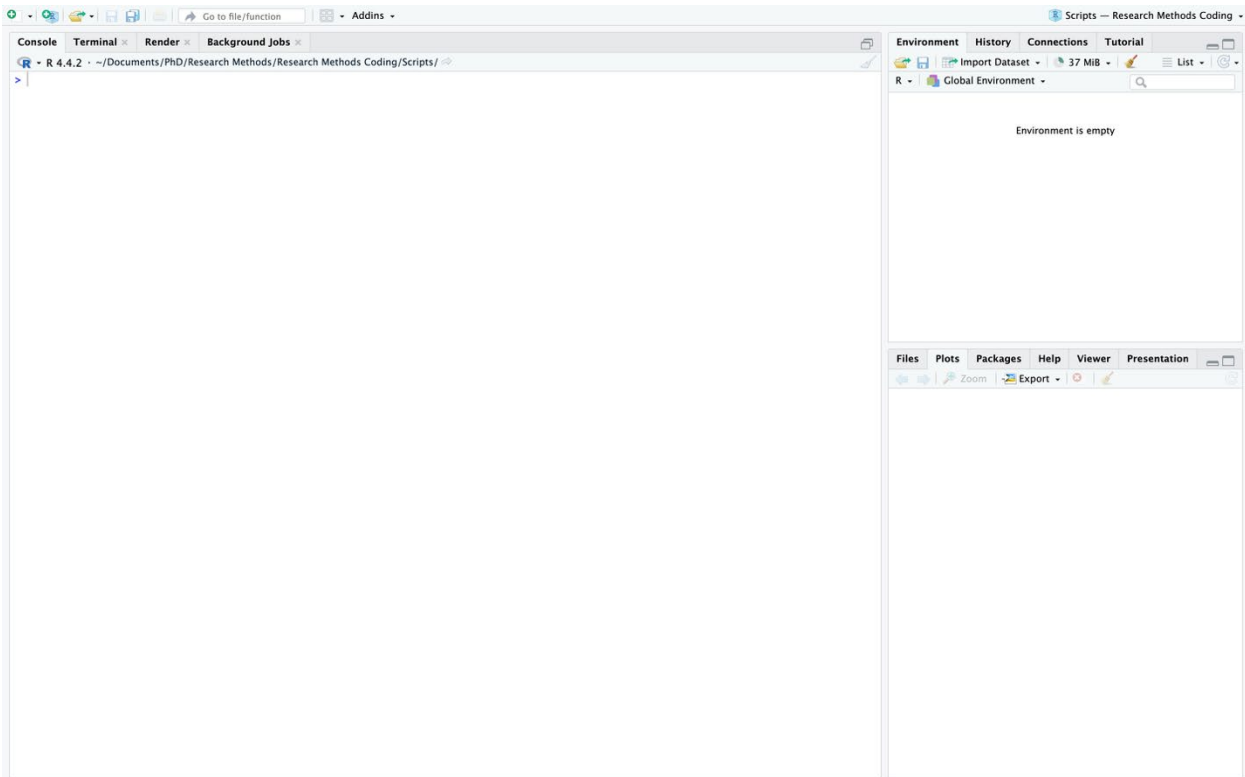 Go to file/function Addins Scripts — Research Methods Coding
Console Terminal Render Background Jobs
R 4.4.2 · ~/Documents/PhD/Research Methods/Research Methods Coding/Scripts/
>
Environment History Connections Tutorial
Import Dataset 37 MiB List
R Global Environment
Environment is empty
Files Plots Packages Help Viewer Presentation
Zoom Export